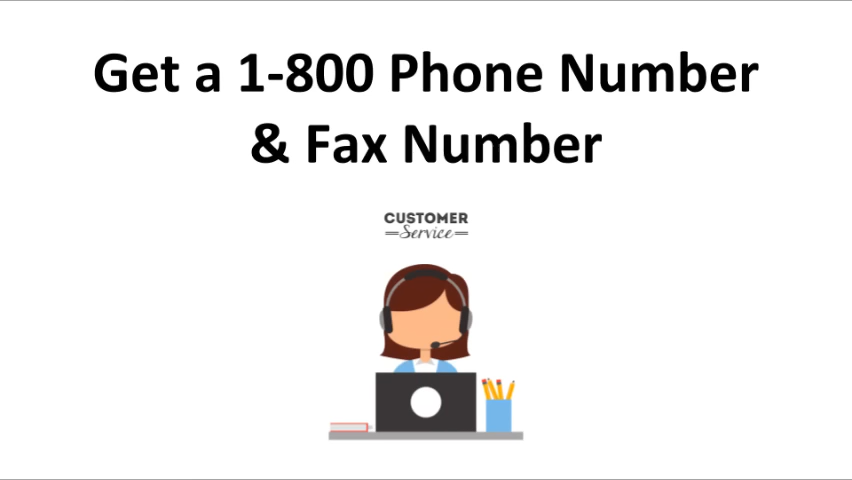 Get a 1-800 Phone Number
& Fax Number
CUSTOMER
Service